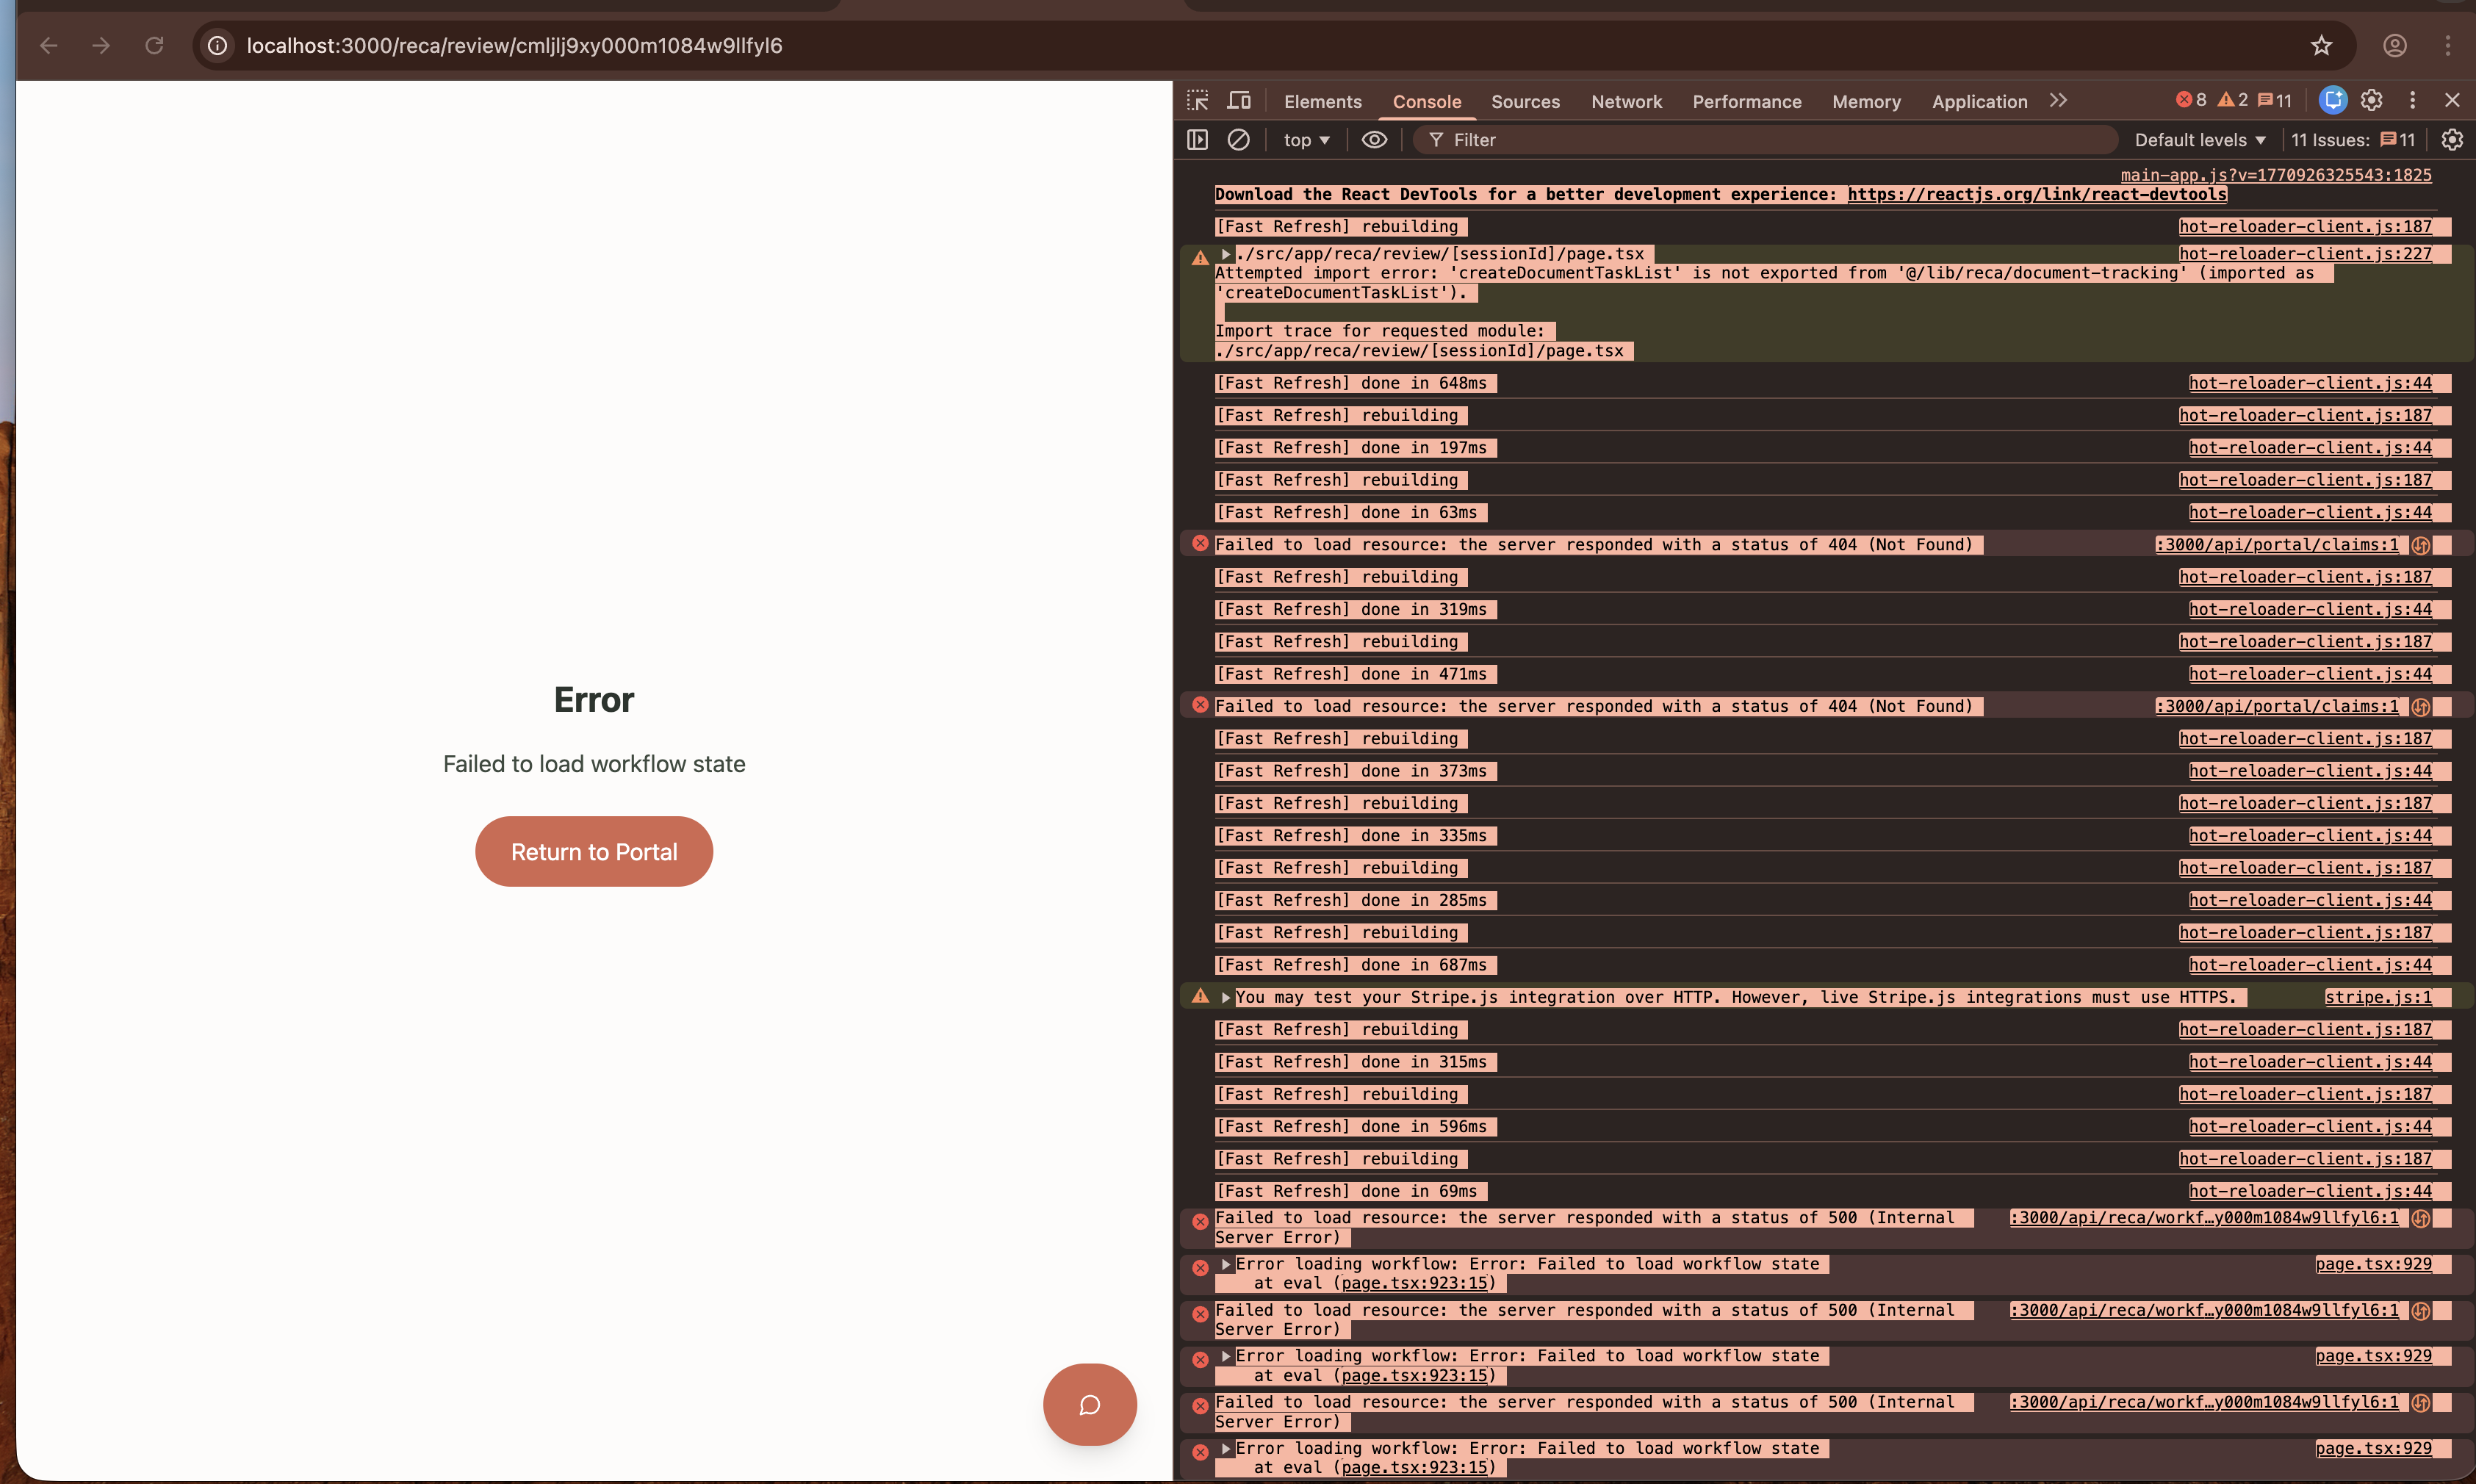 localhost:3000/reca/review/cmljlj9xy000m1084w9llfyl6
Error
Failed to load workflow state
Return to Portal
Elements Console Sources Network Performance Memory Application 8 2 11
top Filter Default levels 11 Issues: 11
main-app.js?v=1770926325543:1825
Download the React DevTools for a better development experience: https://reactjs.org/link/react-devtools
[Fast Refresh] rebuilding hot-reloader-client.js:187
./src/app/reca/review/[sessionId]/page.tsx hot-reloader-client.js:227
Attempted import error: 'createDocumentTaskList' is not exported from '@/lib/reca/document-tracking' (imported as
'createDocumentTaskList').
Import trace for requested module:
./src/app/reca/review/[sessionId]/page.tsx
[Fast Refresh] done in 648ms hot-reloader-client.js:44
[Fast Refresh] rebuilding hot-reloader-client.js:187
[Fast Refresh] done in 197ms hot-reloader-client.js:44
[Fast Refresh] rebuilding hot-reloader-client.js:187
[Fast Refresh] done in 63ms hot-reloader-client.js:44
Failed to load resource: the server responded with a status of 404 (Not Found) :3000/api/portal/claims:1
[Fast Refresh] rebuilding hot-reloader-client.js:187
[Fast Refresh] done in 319ms hot-reloader-client.js:44
[Fast Refresh] rebuilding hot-reloader-client.js:187
[Fast Refresh] done in 471ms hot-reloader-client.js:44
Failed to load resource: the server responded with a status of 404 (Not Found) :3000/api/portal/claims:1
[Fast Refresh] rebuilding hot-reloader-client.js:187
[Fast Refresh] done in 373ms hot-reloader-client.js:44
[Fast Refresh] rebuilding hot-reloader-client.js:187
[Fast Refresh] done in 335ms hot-reloader-client.js:44
[Fast Refresh] rebuilding hot-reloader-client.js:187
[Fast Refresh] done in 285ms hot-reloader-client.js:44
[Fast Refresh] rebuilding hot-reloader-client.js:187
[Fast Refresh] done in 687ms hot-reloader-client.js:44
You may test your Stripe.js integration over HTTP. However, live Stripe.js integrations must use HTTPS. stripe.js:1
[Fast Refresh] rebuilding hot-reloader-client.js:187
[Fast Refresh] done in 315ms hot-reloader-client.js:44
[Fast Refresh] rebuilding hot-reloader-client.js:187
[Fast Refresh] done in 596ms hot-reloader-client.js:44
[Fast Refresh] rebuilding hot-reloader-client.js:187
[Fast Refresh] done in 69ms hot-reloader-client.js:44
Failed to load resource: the server responded with a status of 500 (Internal :3000/api/reca/workf…y000m1084w9llfyl6:1
Server Error)
Error loading workflow: Error: Failed to load workflow state page.tsx:929
at eval (page.tsx:923:15)
Failed to load resource: the server responded with a status of 500 (Internal :3000/api/reca/workf…y000m1084w9llfyl6:1
Server Error)
Error loading workflow: Error: Failed to load workflow state page.tsx:929
at eval (page.tsx:923:15)
Failed to load resource: the server responded with a status of 500 (Internal :3000/api/reca/workf…y000m1084w9llfyl6:1
Server Error)
Error loading workflow: Error: Failed to load workflow state page.tsx:929
at eval (page.tsx:923:15)